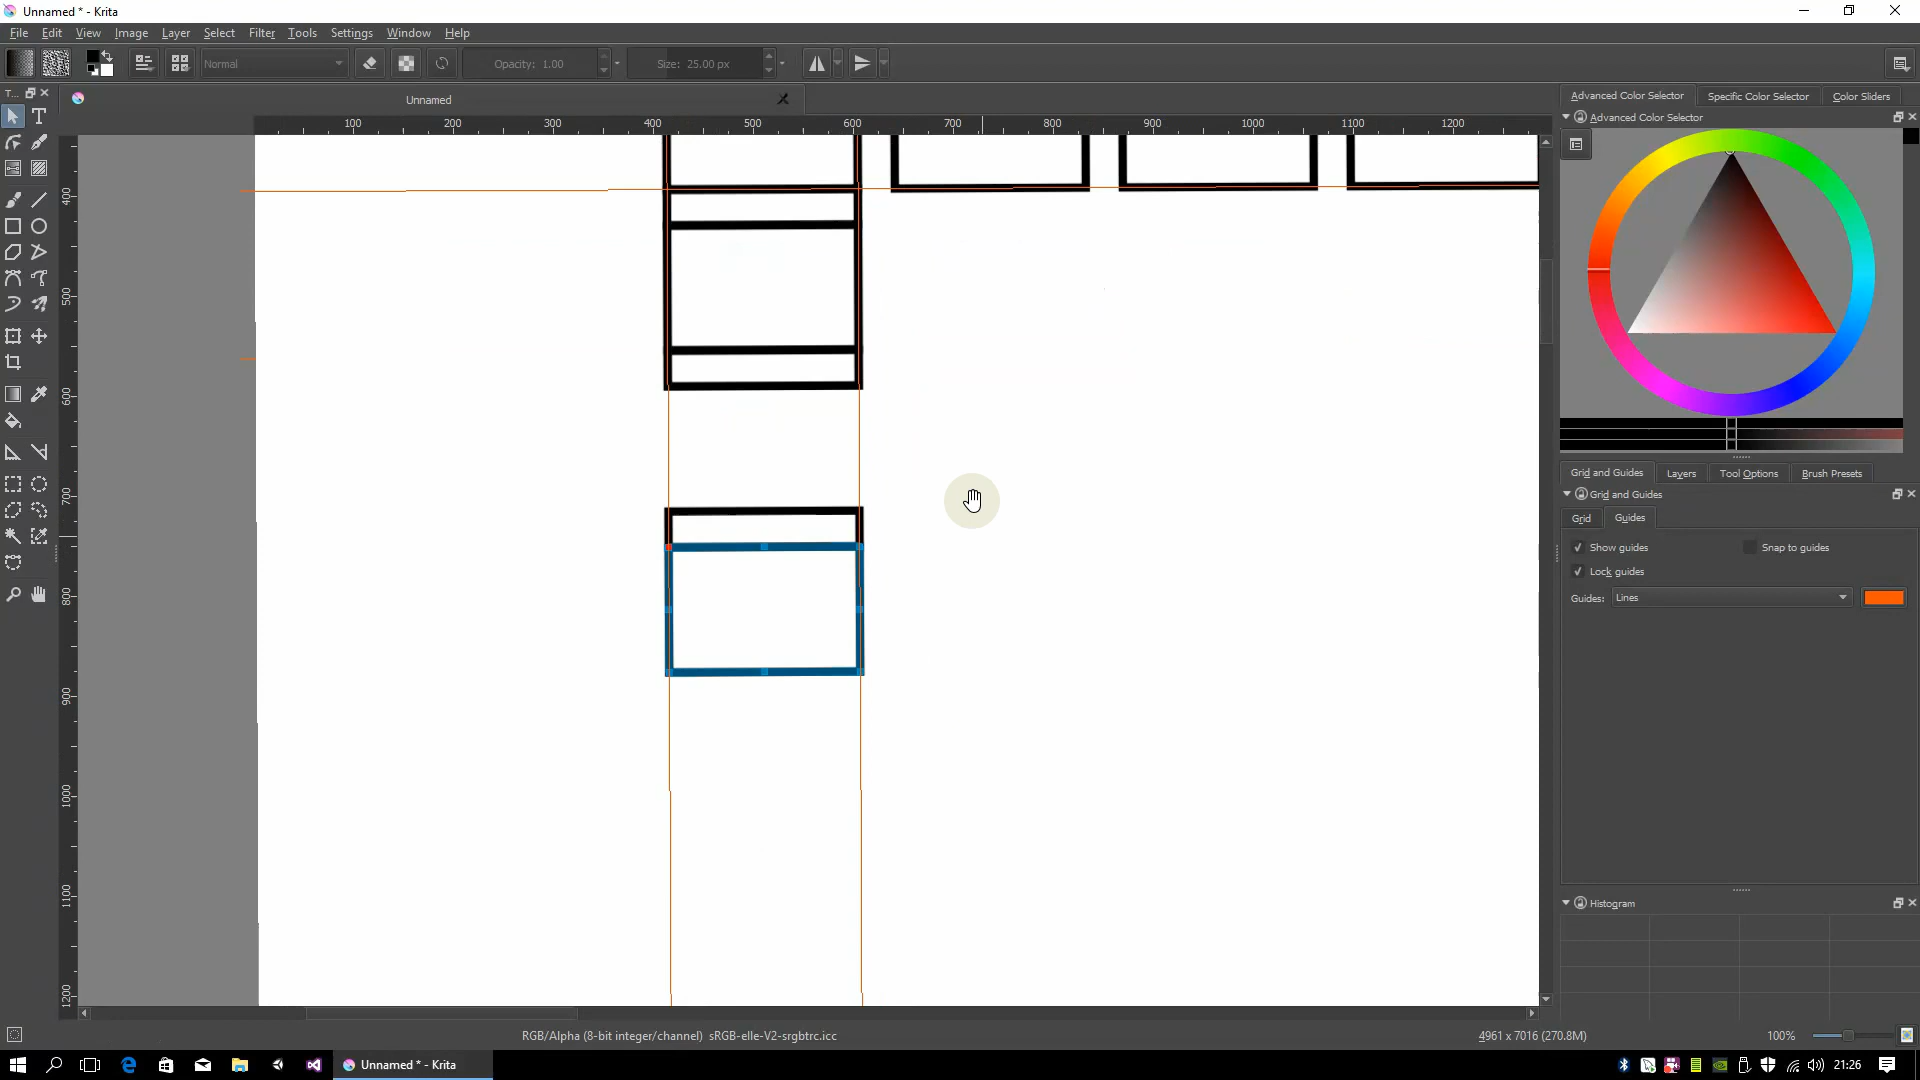 Unnamed * - Krita
File Edit View Image Layer Select Filter Tools Settings Window Help
Normal Opacity: 1.00 Size: 25.00 px
T...
Unnamed
Advanced Color Selector Specific Color Selector Color Sliders
Advanced Color Selector
100 200 300 400 500 600 700 800 900 1000 1100 1200
400
500
600
700
800
900
1000
1100
1200
Grid and Guides Layers Tool Options Brush Presets
Grid and Guides
Grid Guides
Show guides Snap to guides
Lock guides
Guides: Lines
Histogram
RGB/Alpha (8-bit integer/channel) sRGB-elle-V2-srgbtrc.icc
4961 x 7016 (270.8M)
100%
Unnamed * - Krita
21:26